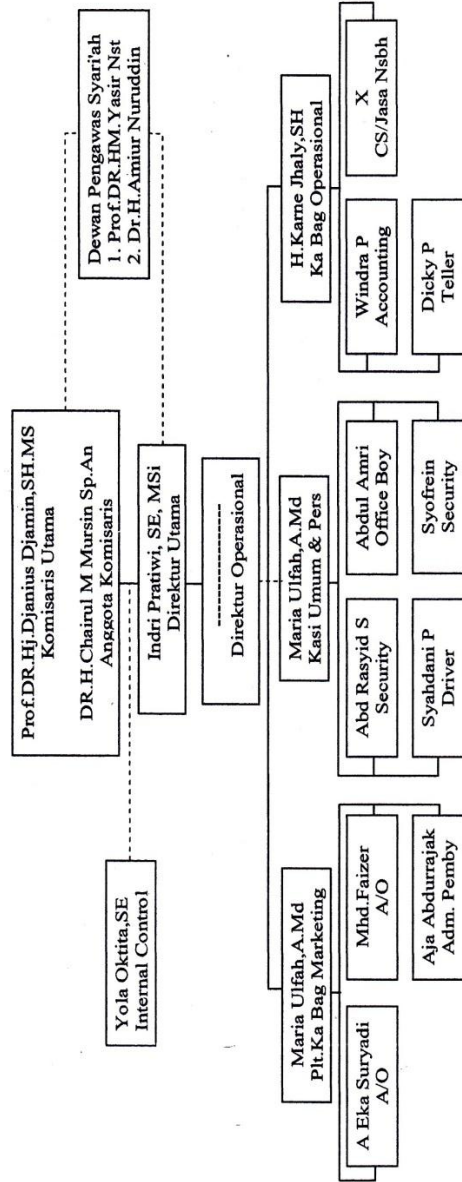 Prof.DR.Hj.Djanius Djamin,SH.MS
Komisaris Utama
DR.H.Chairul M Mursin Sp.An
Anggota Komisaris
Dewan Pengawas Syari'ah
1. Prof.DR.HM.Yasir Nst
2. Dr.H.Amiur Nuruddin
Yola Oktita,SE
Internal Control
Indri Pratiwi, SE, MSi
Direktur Utama
Direktur Operasional
Maria Ulfah,A.Md
Plt.Ka Bag Marketing
Maria Ulfah,A.Md
Kasi Umum & Pers
H.Karne Jhaly,SH
Ka Bag Operasional
A Eka Suryadi
A/O
Mhd.Faizer
A/O
Abd Rasyid S
Security
Abdul Amri
Office Boy
Windra P
Accounting
X
CS/Jasa Nsbh
Aja Abdurrajak
Adm. Pemby
Syahdani P
Driver
Syofrein
Security
Dicky P
Teller